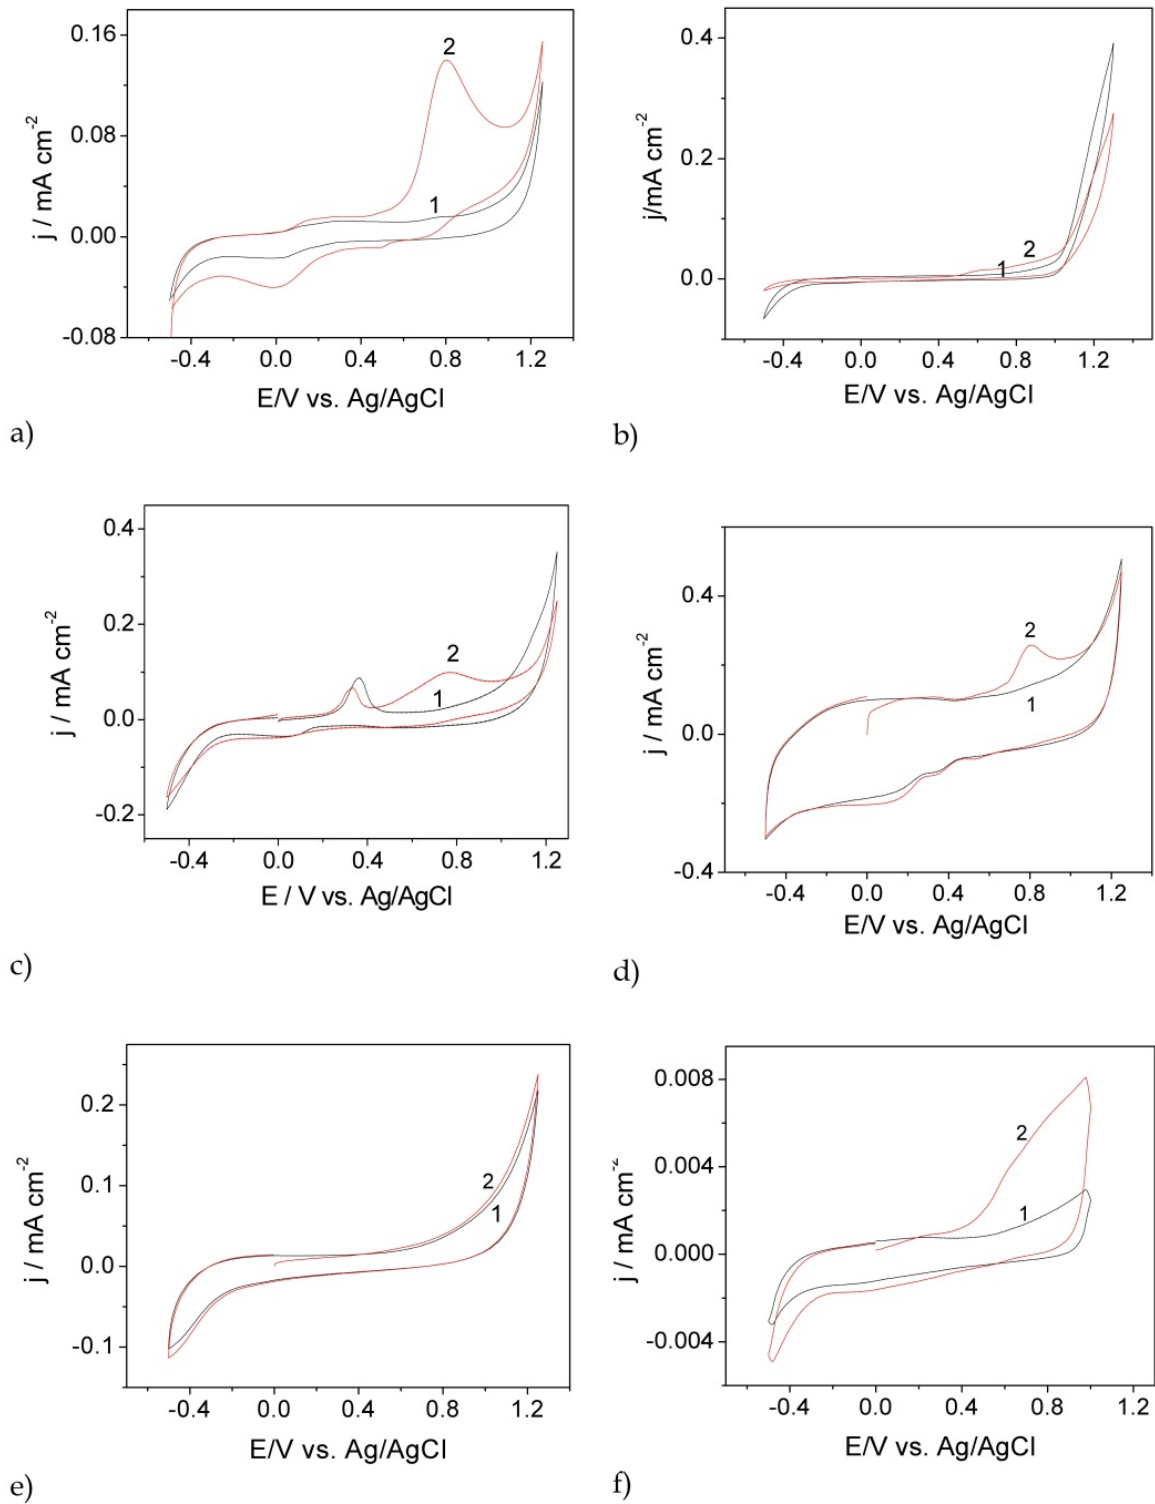 0.16
0.08
0.00
-0.08
j / mA cm-2
2
1
-0.4 0.0 0.4 0.8 1.2
E/V vs. Ag/AgCl
a)
0.4
0.2
0.0
j/mA cm-2
2
1
-0.4 0.0 0.4 0.8 1.2
E/V vs. Ag/AgCl
b)
0.4
0.2
0.0
-0.2
j / mA cm-2
2
1
-0.4 0.0 0.4 0.8 1.2
E / V vs. Ag/AgCl
c)
0.4
0.0
-0.4
j / mA cm-2
2
1
-0.4 0.0 0.4 0.8 1.2
E/V vs. Ag/AgCl
d)
0.2
0.1
0.0
-0.1
j / mA cm-2
2
1
-0.4 0.0 0.4 0.8 1.2
E/V vs. Ag/AgCl
e)
0.008
0.004
0.000
-0.004
j / mA cm-2
2
1
-0.4 0.0 0.4 0.8 1.2
E/V vs. Ag/AgCl
f)